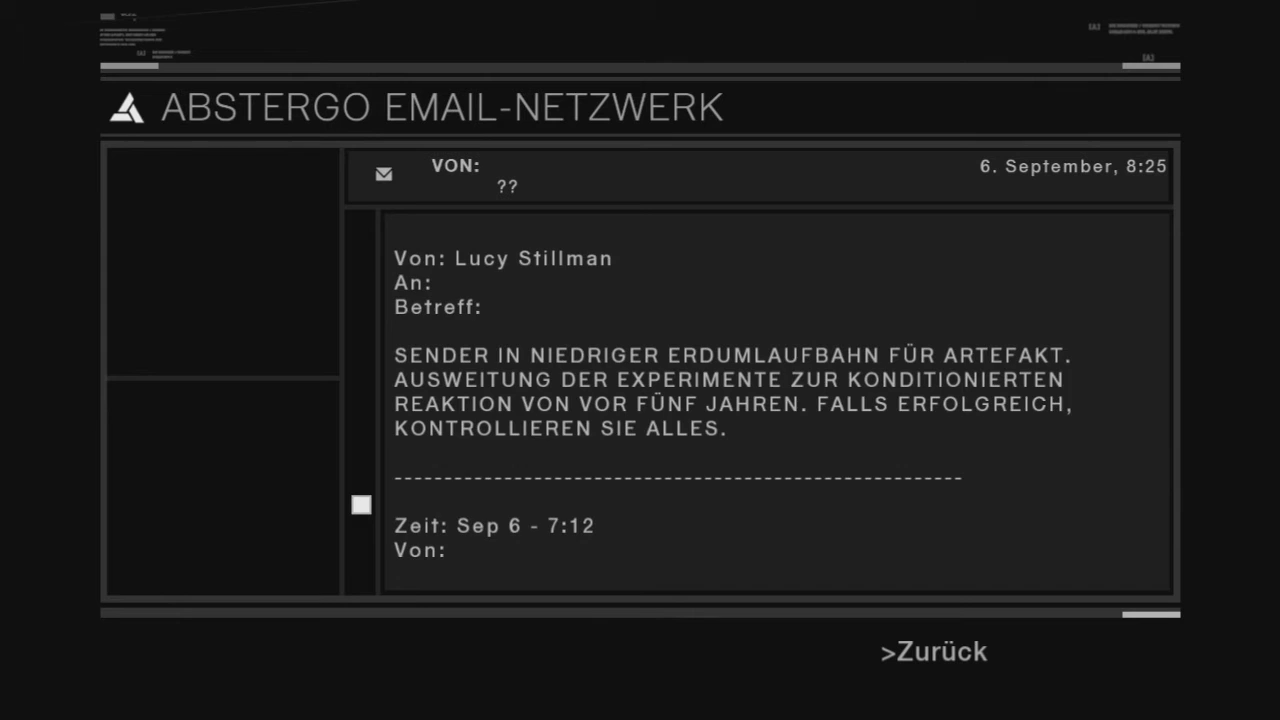 ABSTERGO EMAIL-NETZWERK
VON:
??
6. September, 8:25
Von: Lucy Stillman
An:
Betreff:
SENDER IN NIEDRIGER ERDUMLAUFBAHN FÜR ARTEFAKT.
AUSWEITUNG DER EXPERIMENTE ZUR KONDITIONIERTEN
REAKTION VON VOR FÜNF JAHREN. FALLS ERFOLGREICH,
KONTROLLIEREN SIE ALLES.
---------------------------------------------------------
Zeit: Sep 6 - 7:12
Von:
>Zurück